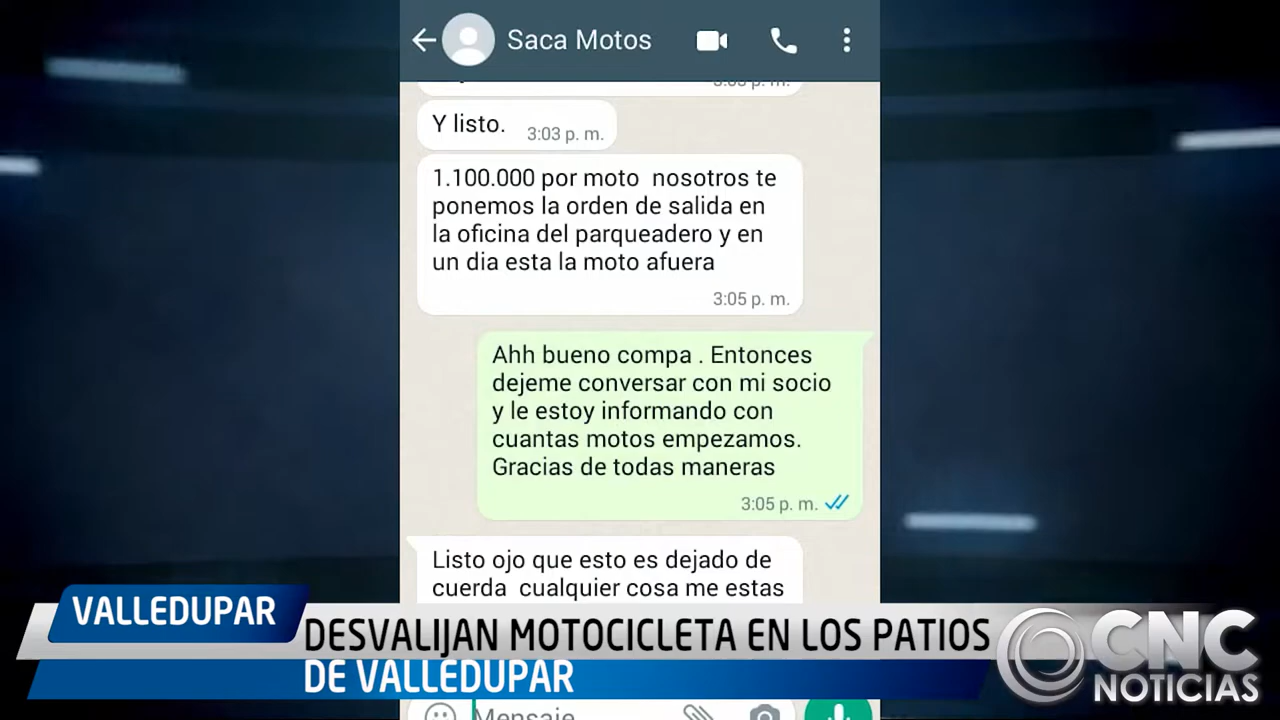 Saca Motos
3:03 p. m.
Y listo.
3:03 p. m.
1.100.000 por moto  nosotros te
ponemos la orden de salida en
la oficina del parqueadero y en
un dia esta la moto afuera
3:05 p. m.
Ahh bueno compa . Entonces
dejeme conversar con mi socio
y le estoy informando con
cuantas motos empezamos.
Gracias de todas maneras
3:05 p. m.
Listo ojo que esto es dejado de
cuerda  cualquier cosa me estas
VALLEDUPAR
DESVALIJAN MOTOCICLETA EN LOS PATIOS
DE VALLEDUPAR
CNC
NOTICIAS
Mensaje